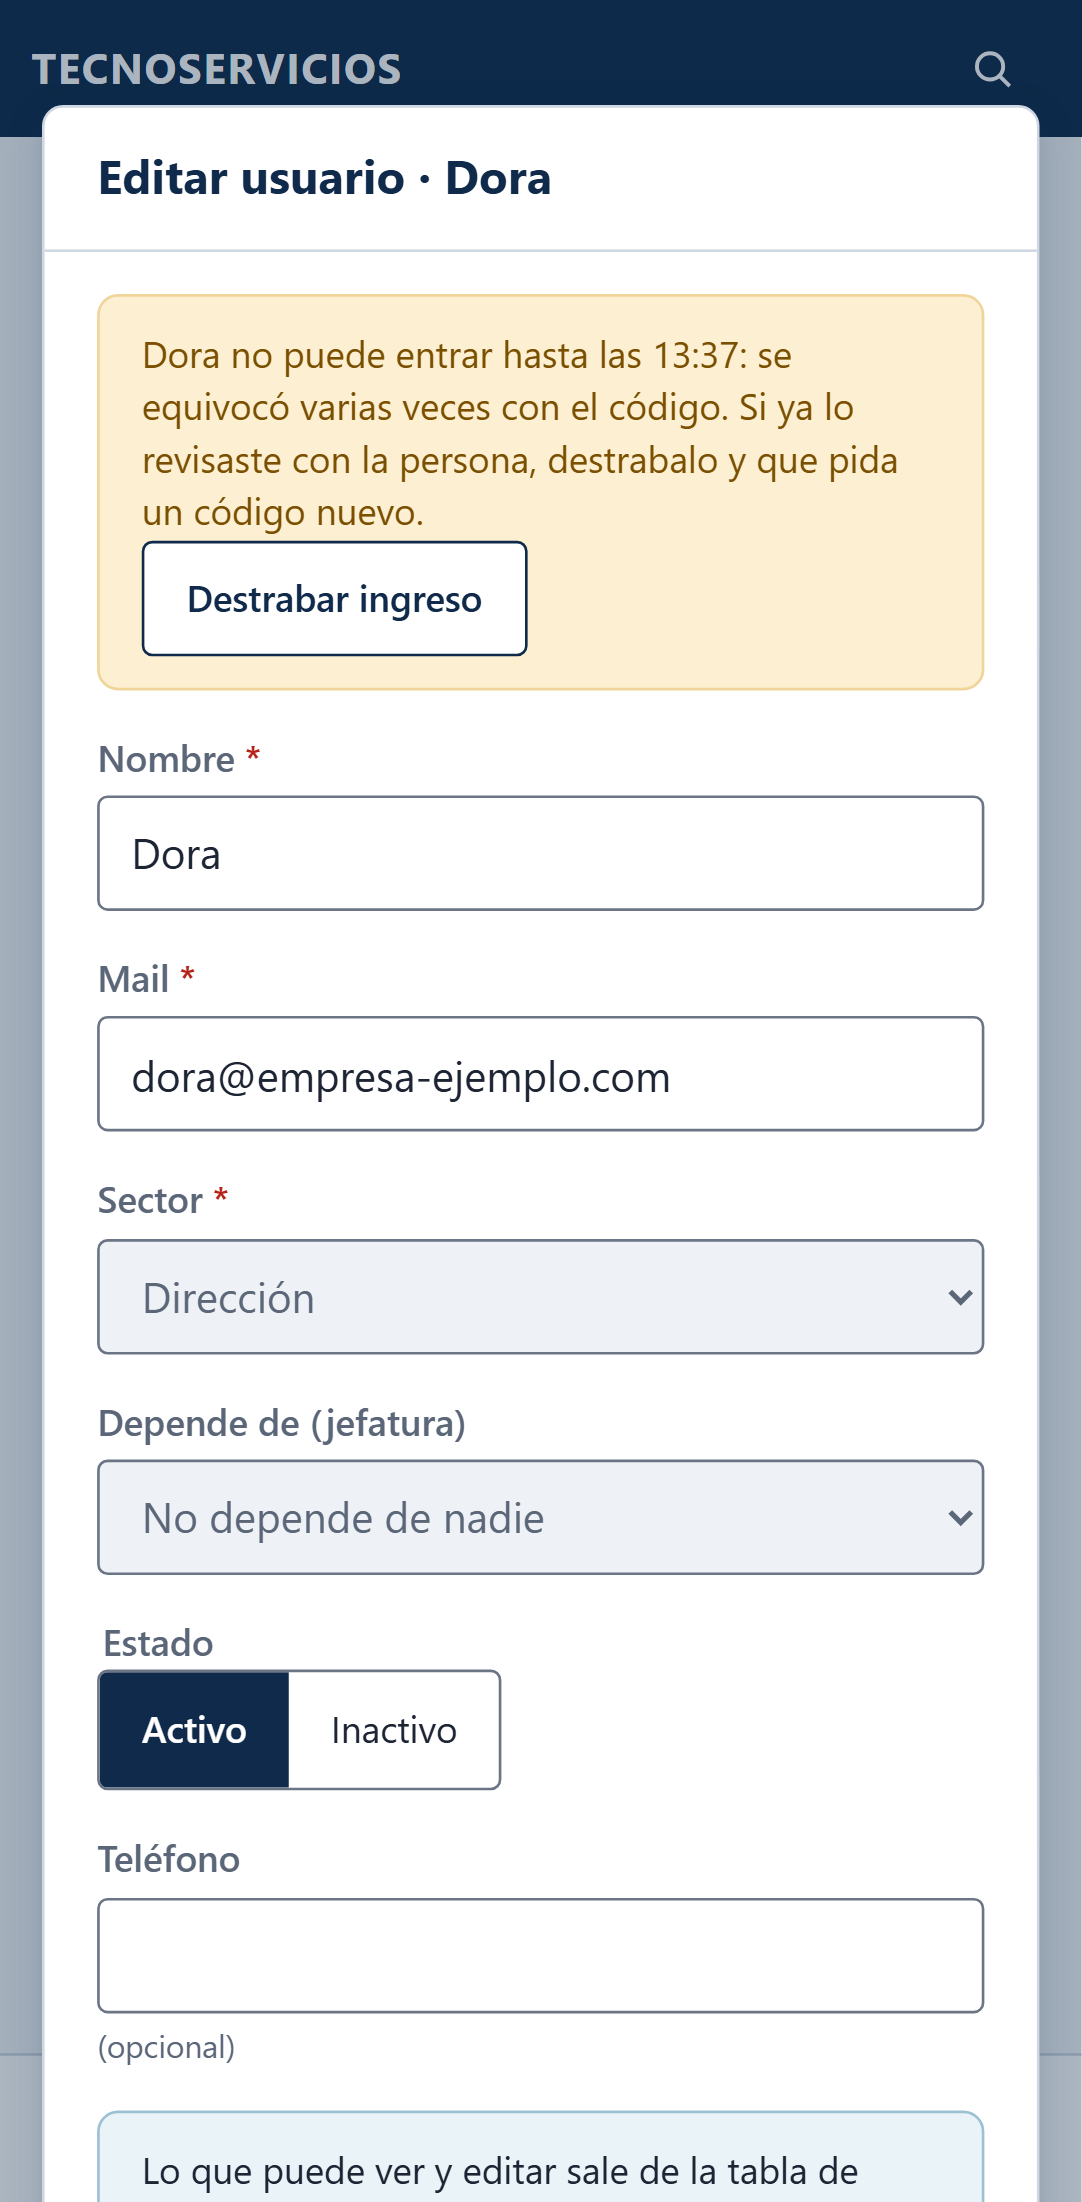 TECNOSERVICIOS
Editar usuario · Dora
Dora no puede entrar hasta las 13:37: se
equivocó varias veces con el código. Si ya lo
revisaste con la persona, destrabalo y que pida
un código nuevo.
Destrabar ingreso
Nombre *
Dora
Mail *
dora@empresa-ejemplo.com
Sector *
Dirección
Depende de (jefatura)
No depende de nadie
Estado
Activo Inactivo
Teléfono
(opcional)
Lo que puede ver y editar sale de la tabla de